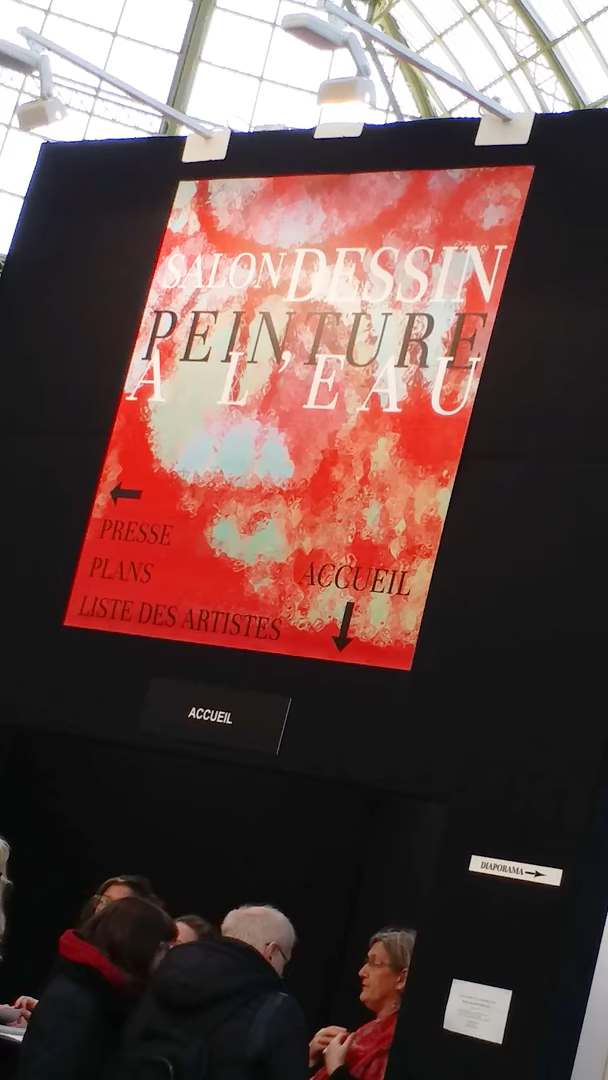 SALON DESSIN
PEINTURE
A L'EAU
PRESSE
PLANS
LISTE DES ARTISTES
ACCUEIL
ACCUEIL
DIAPORAMA